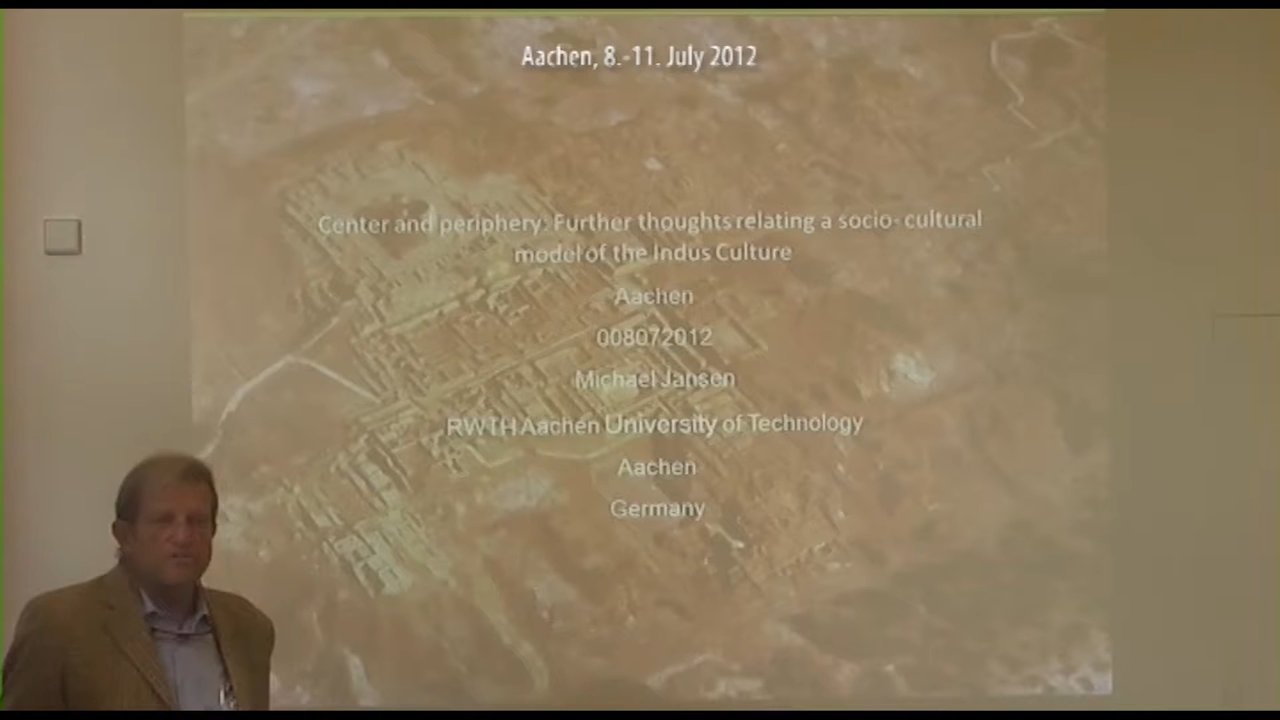 Aachen, 8.-11. July 2012
Center and periphery: Further thoughts relating a socio- cultural
model of the Indus Culture
Aachen
008072012
Michael Jansen
RWTH Aachen University of Technology
Aachen
Germany